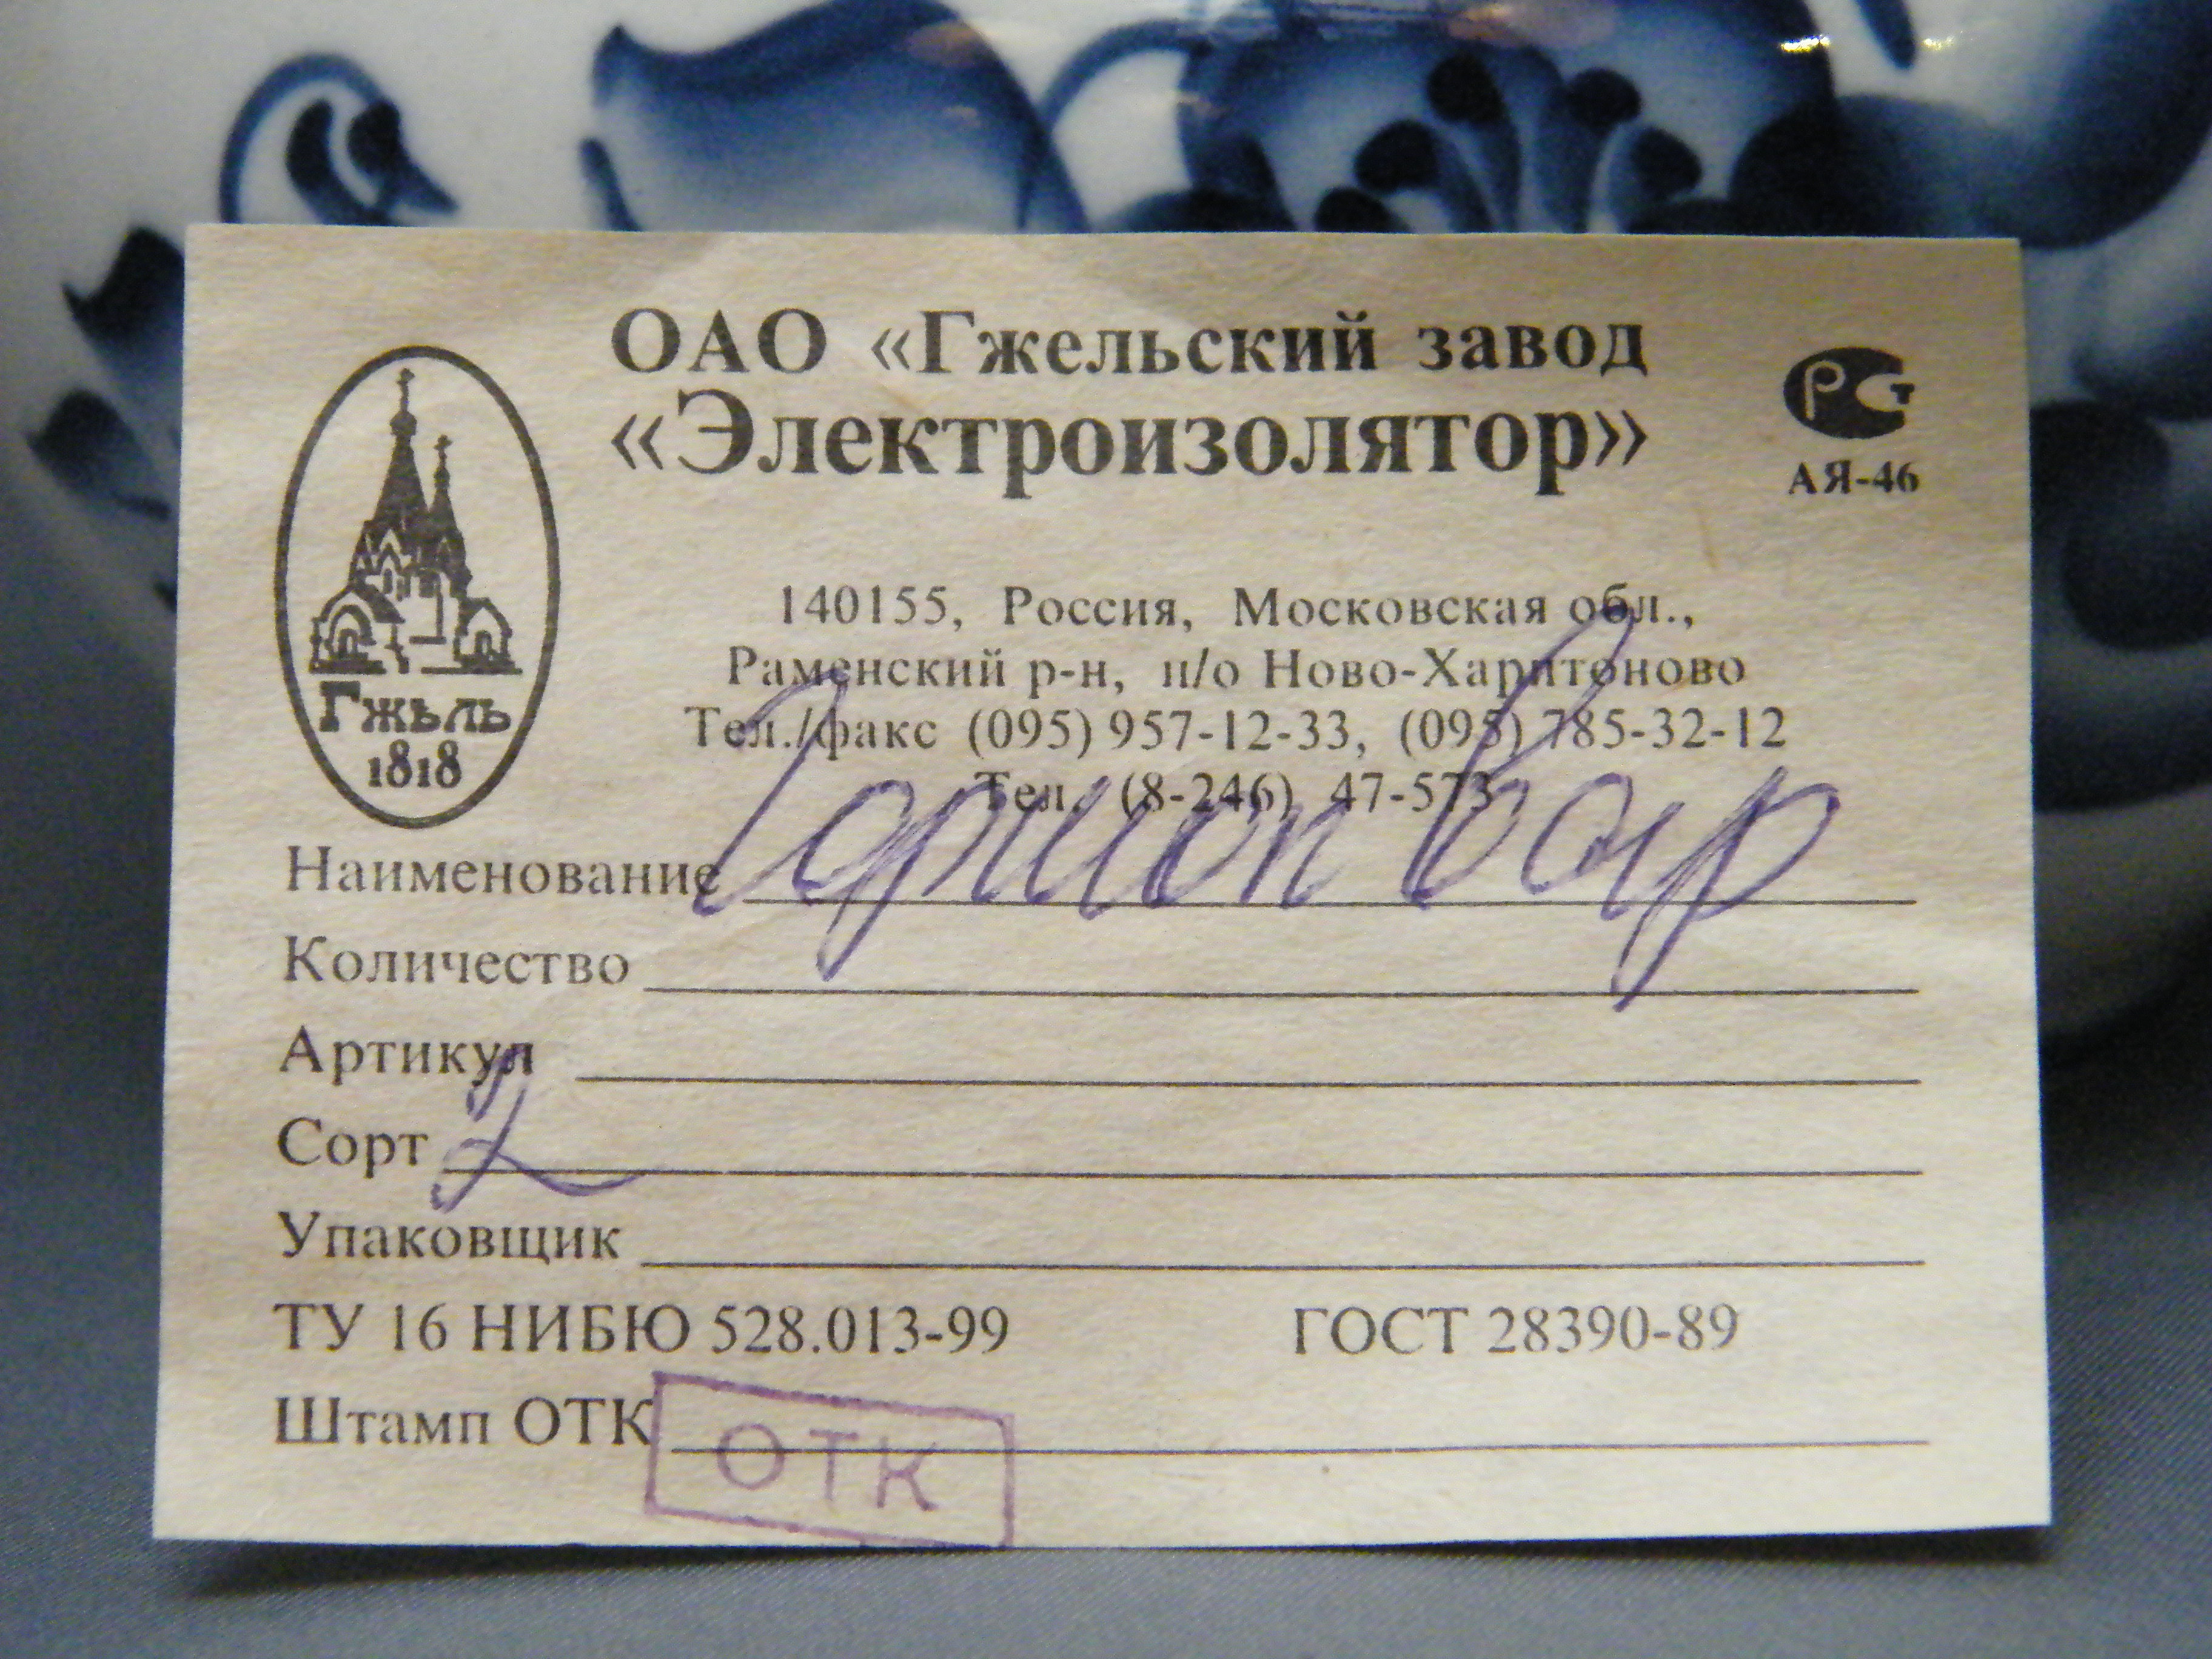 ОАО «Гжельский завод
«Электроизолятор»
РСТ
АЯ-46
Гжель
1818
140155, Россия, Московская обл.,
Раменский р-н, п/о Ново-Харитоново
Тел./факс (095) 957-12-33, (095) 785-32-12
Тел. (8-246) 47-573
Наименование
Количество
Артикул
Сорт 2
Упаковщик
ТУ 16 НИБЮ 528.013-99 ГОСТ 28390-89
Штамп ОТК ОТК